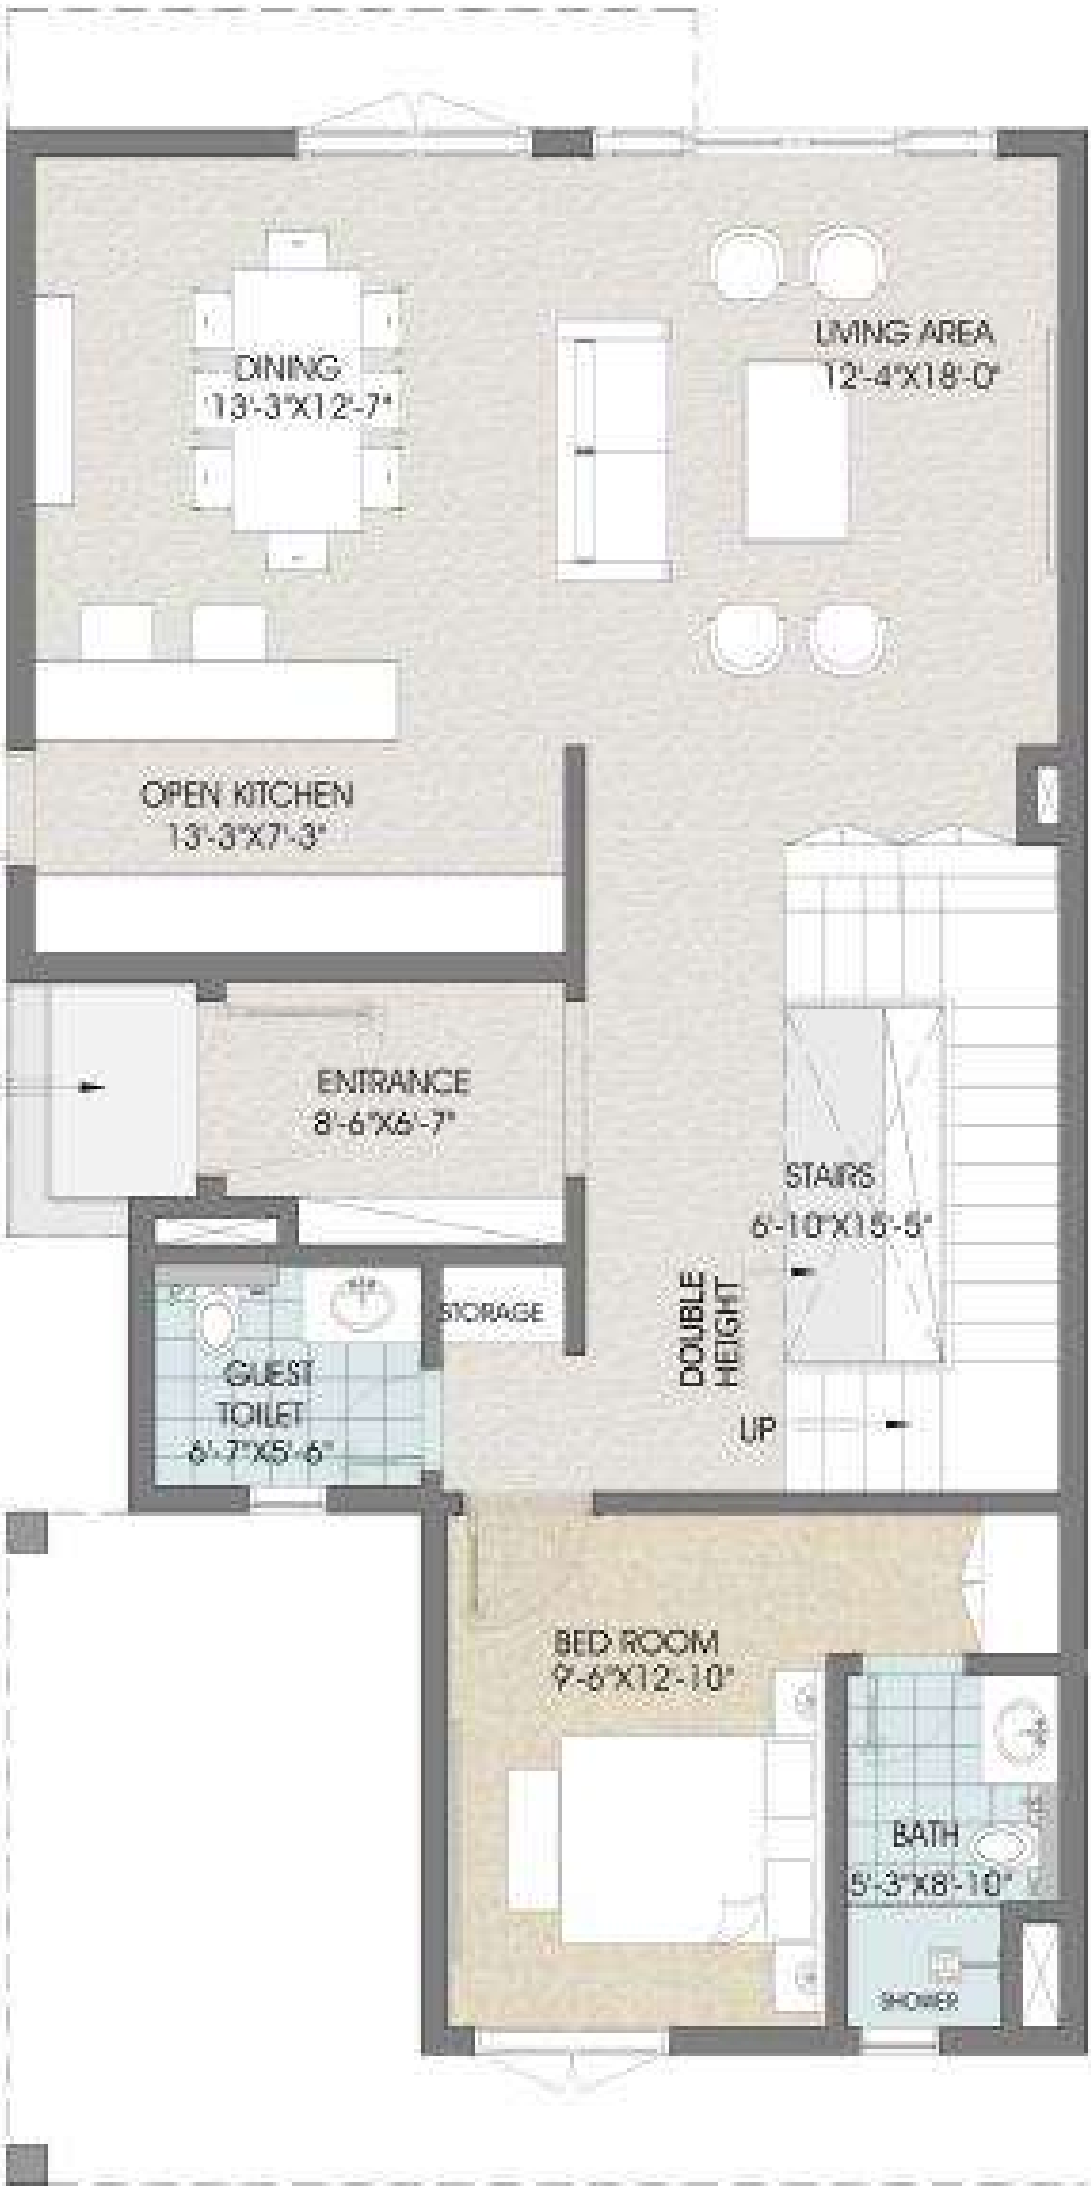 LIVING AREA
12'-4"X18'-0"
DINING
13'-3"X12'-7"
OPEN KITCHEN
13'-3"X7'-3"
ENTRANCE
8'-6"X6'-7"
STAIRS
6'-10"X15'-5"
DOUBLE
HEIGHT
STORAGE
GUEST
TOILET
6'-7"X5'-6"
UP
BED ROOM
9'-6"X12'-10"
BATH
5'-3"X8'-10"
SHOWER